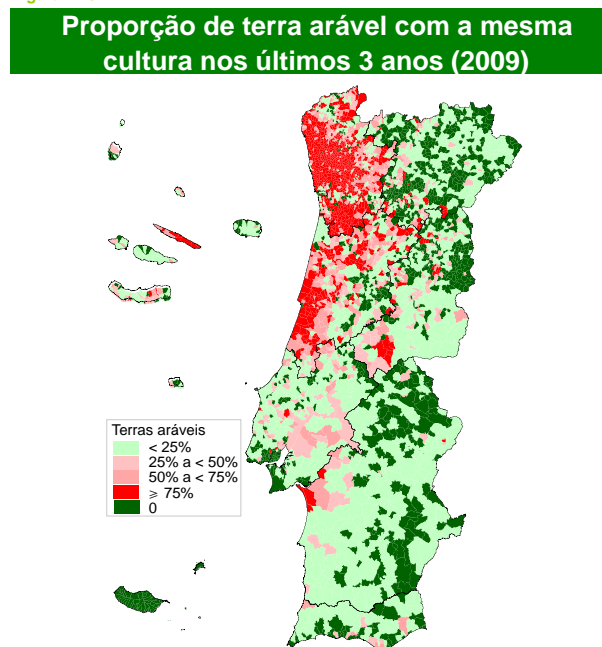 Proporção de terra arável com a mesma
cultura nos últimos 3 anos (2009)
Terras aráveis
< 25%
25% a < 50%
50% a < 75%
⩾ 75%
0